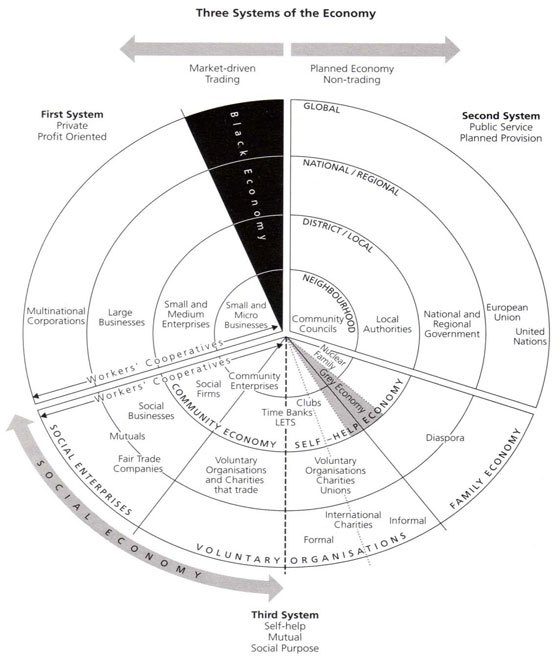 Three Systems of the Economy
Market-driven
Trading
Planned Economy
Non-trading
First System
Private
Profit Oriented
Second System
Public Service
Planned Provision
Black Economy
GLOBAL
NATIONAL / REGIONAL
DISTRICT / LOCAL
NEIGHBOURHOOD
Multinational
Corporations
Large
Businesses
Small and
Medium
Enterprises
Small and
Micro
Businesses
Community
Councils
Local
Authorities
National and
Regional
Government
European
Union
United
Nations
Workers' Cooperatives
Workers' Cooperatives
Nuclear
Family
Grey Economy
Community
Enterprises
Social
Firms
Social
Businesses
Mutuals
Fair Trade
Companies
COMMUNITY ECONOMY
SELF-HELP ECONOMY
Clubs
Time Banks
LETS
Diaspora
Voluntary
Organisations
and Charities
that trade
Voluntary
Organisations
Charities
Unions
International
Charities
Informal
Formal
SOCIAL ENTERPRISES
VOLUNTARY ORGANISATIONS
FAMILY ECONOMY
SOCIAL ECONOMY
Third System
Self-help
Mutual
Social Purpose